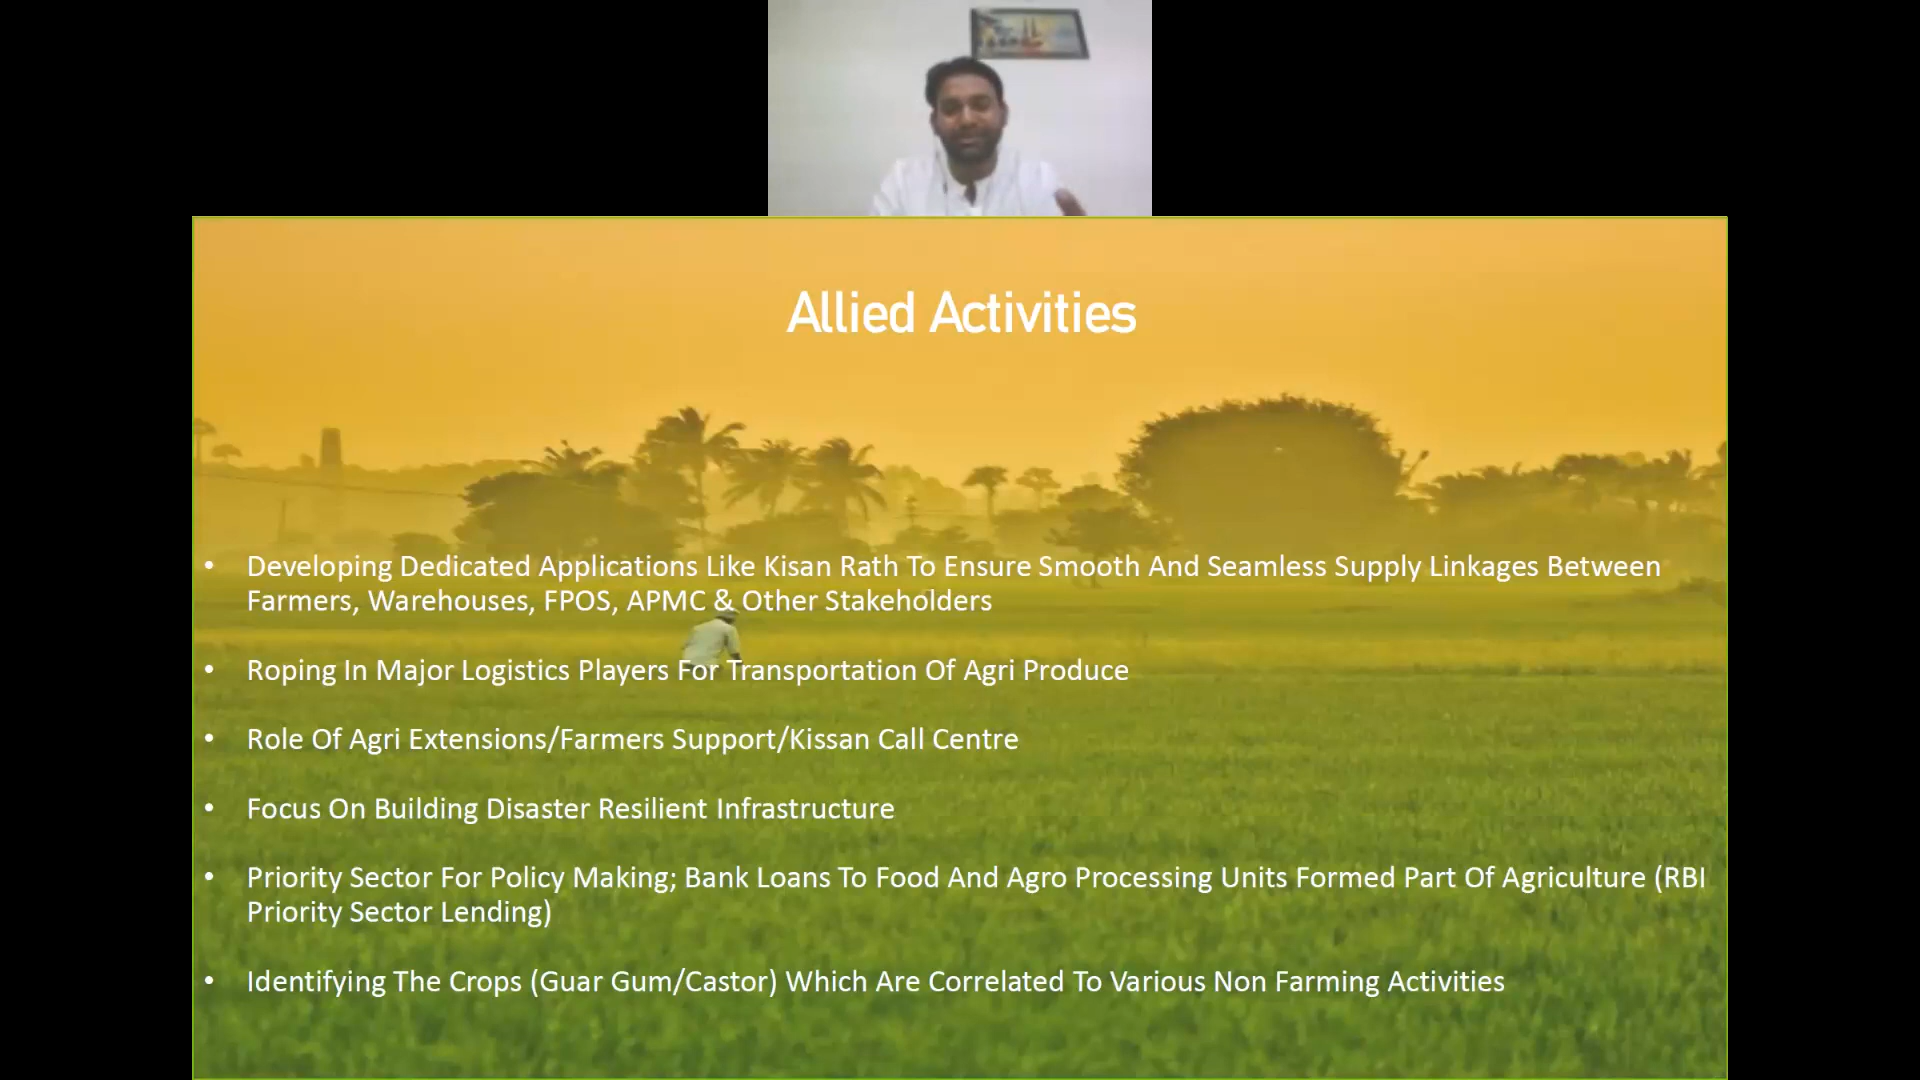 Allied Activities
• Developing Dedicated Applications Like Kisan Rath To Ensure Smooth And Seamless Supply Linkages Between
Farmers, Warehouses, FPOS, APMC & Other Stakeholders
• Roping In Major Logistics Players For Transportation Of Agri Produce
• Role Of Agri Extensions/Farmers Support/Kissan Call Centre
• Focus On Building Disaster Resilient Infrastructure
• Priority Sector For Policy Making; Bank Loans To Food And Agro Processing Units Formed Part Of Agriculture (RBI
Priority Sector Lending)
• Identifying The Crops (Guar Gum/Castor) Which Are Correlated To Various Non Farming Activities